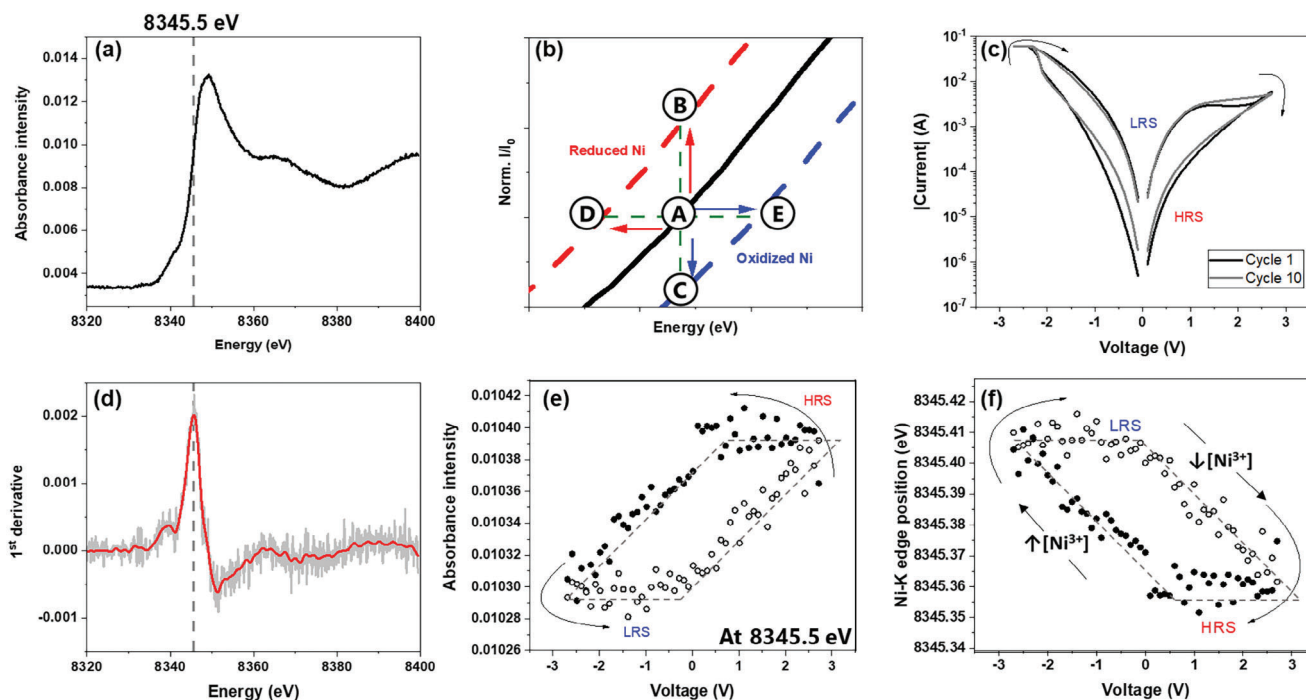 8345.5 eV
(a)
Absorbance intensity
0.014
0.012
0.010
0.008
0.006
0.004
8320
8340
8360
8380
8400
Energy (eV)
(b)
Norm. I/I₀
Reduced Ni
B
D
A
E
C
Oxidized Ni
Energy (eV)
(c)
|Current| (A)
10⁻¹
10⁻²
10⁻³
10⁻⁴
10⁻⁵
10⁻⁶
10⁻⁷
LRS
HRS
Cycle 1
Cycle 10
-3
-2
-1
0
1
2
3
Voltage (V)
(d)
1ˢᵗ derivative
0.002
0.001
0.000
-0.001
8320
8340
8360
8380
8400
Energy (eV)
(e)
Absorbance intensity
0.01042
0.01040
0.01038
0.01036
0.01034
0.01032
0.01030
0.01028
0.01026
HRS
LRS
At 8345.5 eV
-3
-2
-1
0
1
2
3
Voltage (V)
(f)
Ni-K edge position (eV)
8345.42
8345.41
8345.40
8345.39
8345.38
8345.37
8345.36
8345.35
8345.34
LRS
↓[Ni³⁺]
↑[Ni³⁺]
HRS
-3
-2
-1
0
1
2
3
Voltage (V)